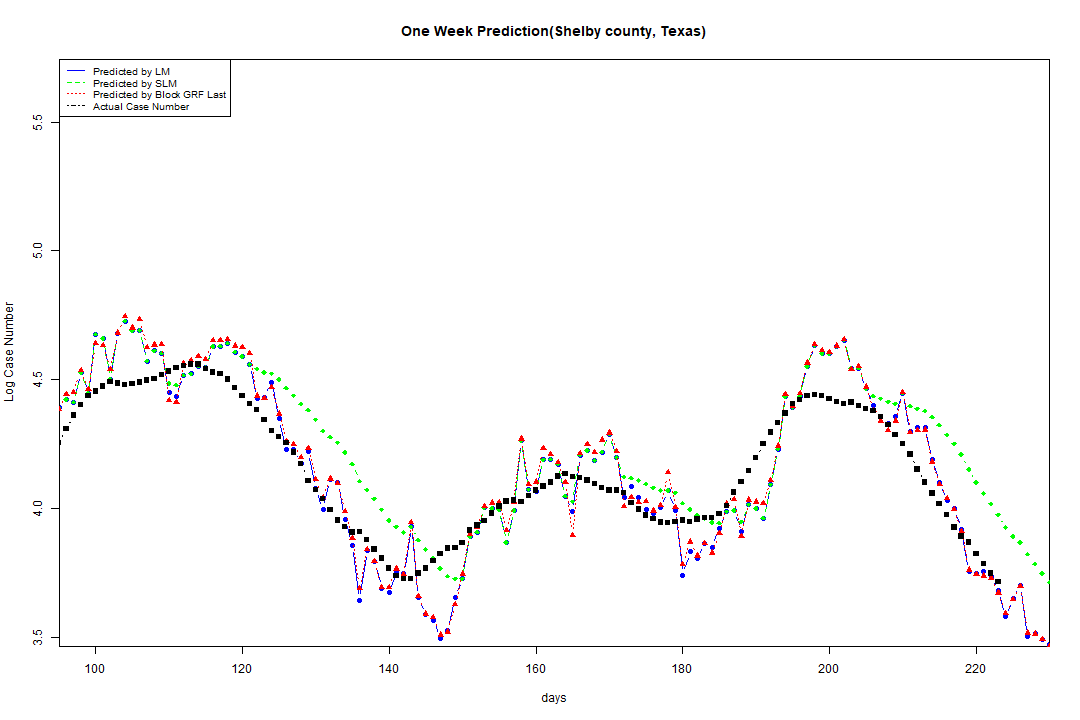 One Week Prediction(Shelby county, Texas)
Predicted by LM
Predicted by SLM
Predicted by Block GRF Last
Actual Case Number
5.5
5.0
4.5
4.0
3.5
Log Case Number
100 120 140 160 180 200 220
days